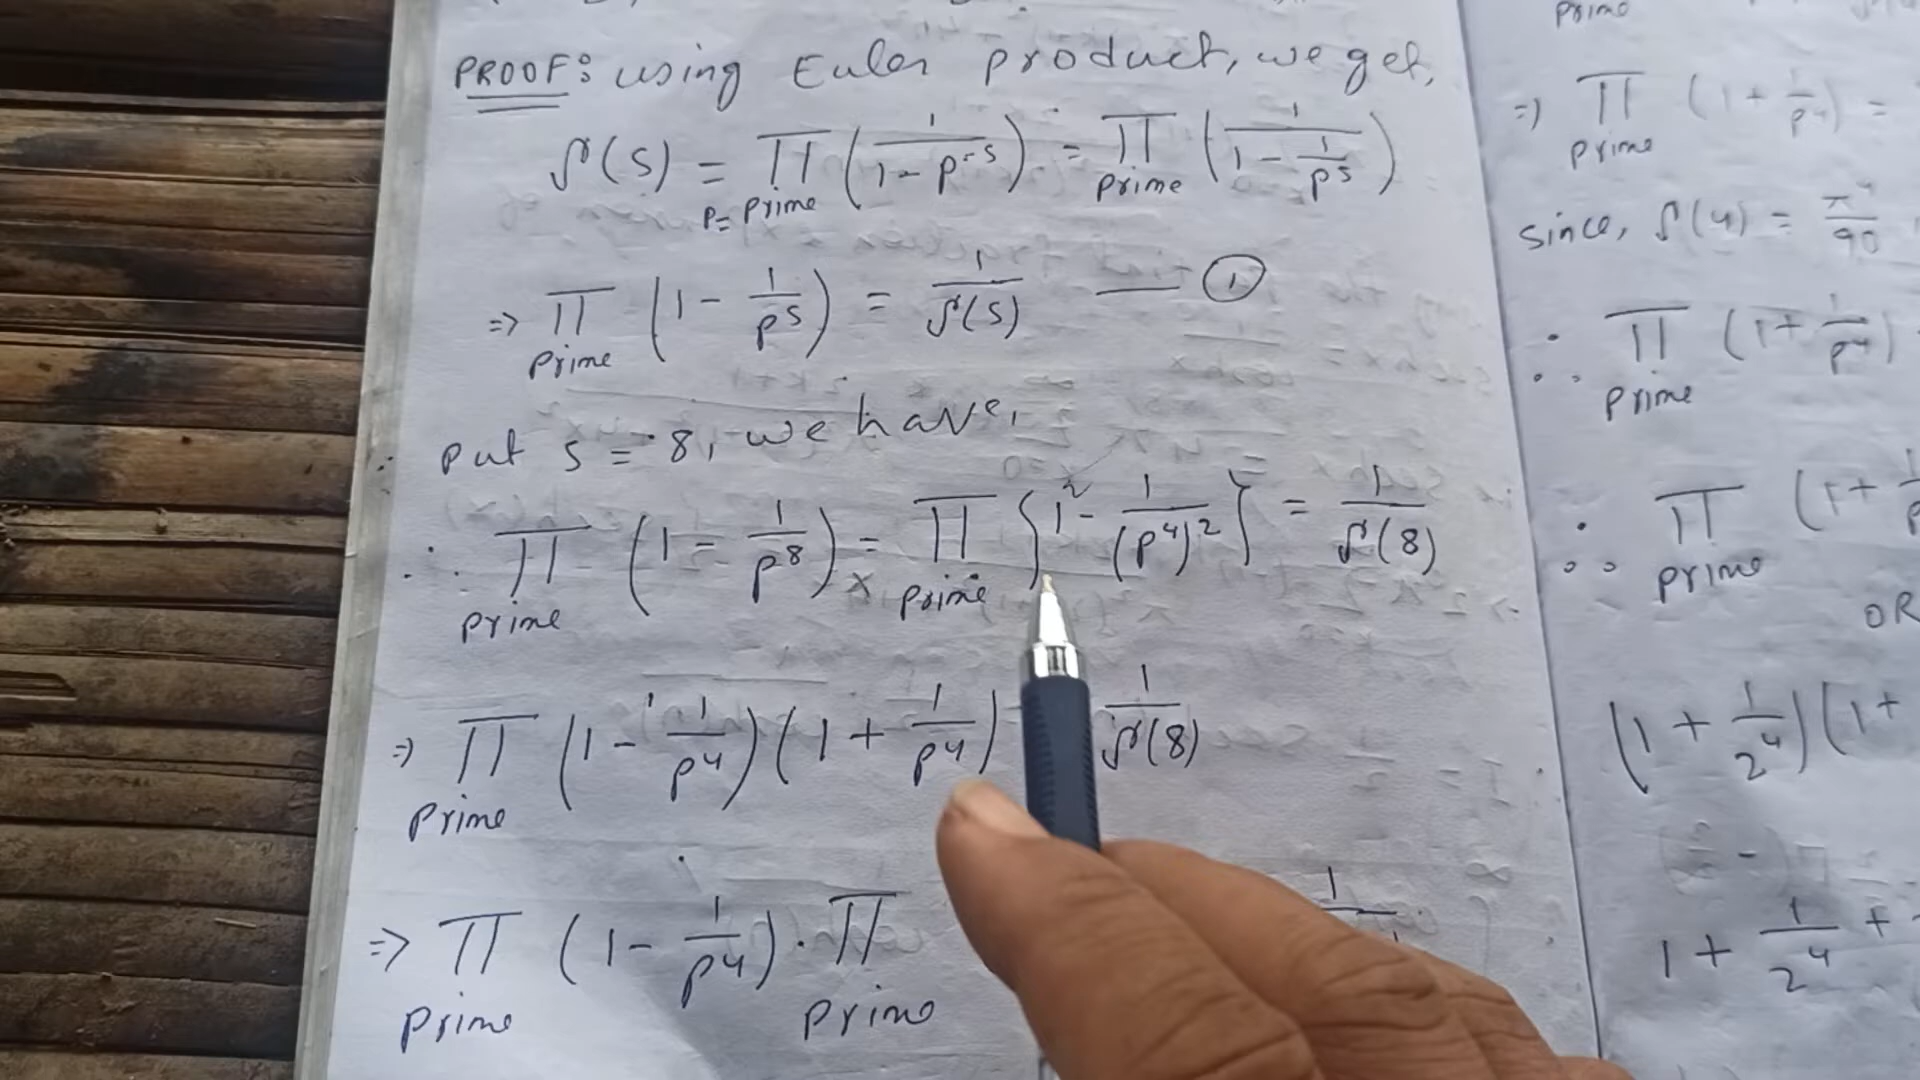 PROOF: using Euler product, we get,
ζ(s) = ∏ p=prime (1/(1-p^-s)) = ∏ prime (1/(1 - 1/p^s))
=> ∏ prime (1 - 1/p^s) = 1/ζ(s) — ①
put s = 8, we have,
∴ ∏ prime (1 - 1/p^8) = ∏ prime {1^2 - 1/(p^4)^2} = 1/ζ(8)
=> ∏ prime (1 - 1/p^4)(1 + 1/p^4) 1/ζ(8)
=> ∏ prime (1 - 1/p^4) · ∏ prime
prime
=> ∏ prime (1 + 1/p^4) =
since, ζ(4) = π^4/90
∴ ∏ prime (1 + 1/p^4)
∴ ∏ prime (1 +
OR
(1 + 1/2^4)(1 +
1 + 1/2^4 +